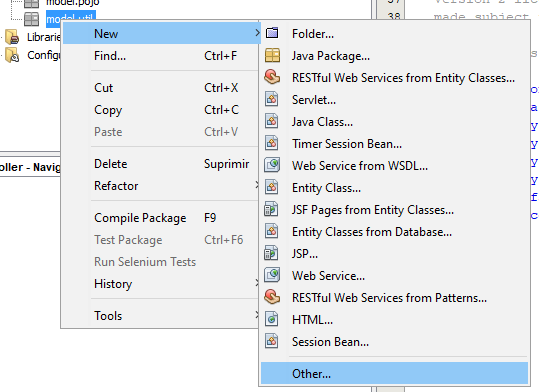 model.pojo
model.util
Libraries
Configu
oller - Navig
New
Find... Ctrl+F
Cut Ctrl+X
Copy Ctrl+C
Paste Ctrl+V
Delete Suprimir
Refactor
Compile Package F9
Test Package Ctrl+F6
Run Selenium Tests
History
Tools
Folder...
Java Package...
RESTful Web Services from Entity Classes...
Servlet...
Java Class...
Timer Session Bean...
Web Service from WSDL...
Entity Class...
JSF Pages from Entity Classes...
Entity Classes from Database...
JSP...
Web Service...
RESTful Web Services from Patterns...
HTML...
Session Bean...
Other...
37
38
made subject